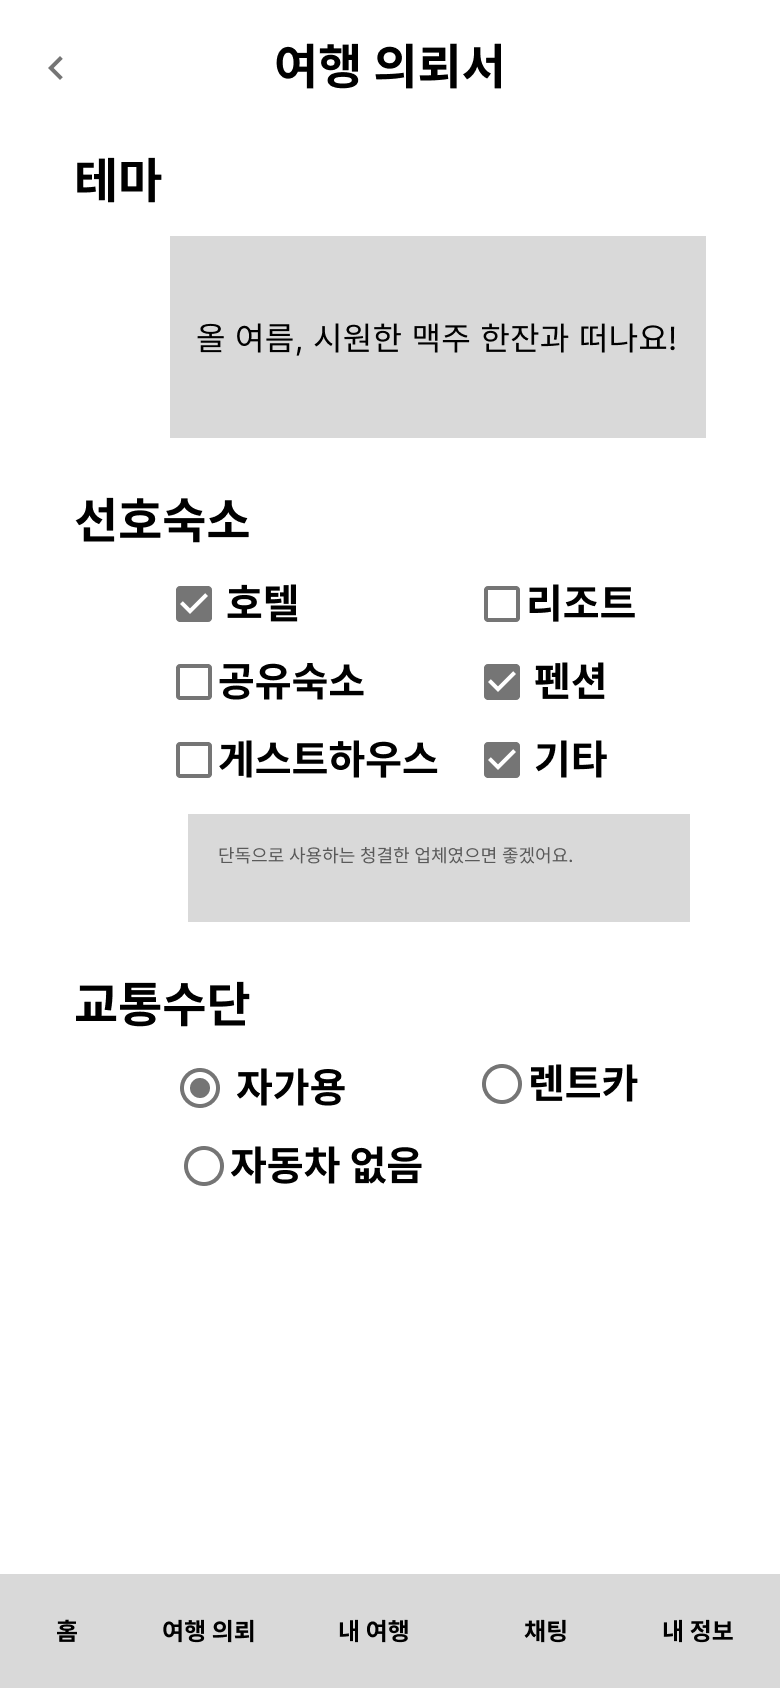 여행 의뢰서
테마
올 여름, 시원한 맥주 한잔과 떠나요!
선호숙소
호텔 리조트
공유숙소 펜션
게스트하우스 기타
단독으로 사용하는 청결한 업체였으면 좋겠어요.
교통수단
자가용 렌트카
자동차 없음
홈 여행 의뢰 내 여행 채팅 내 정보